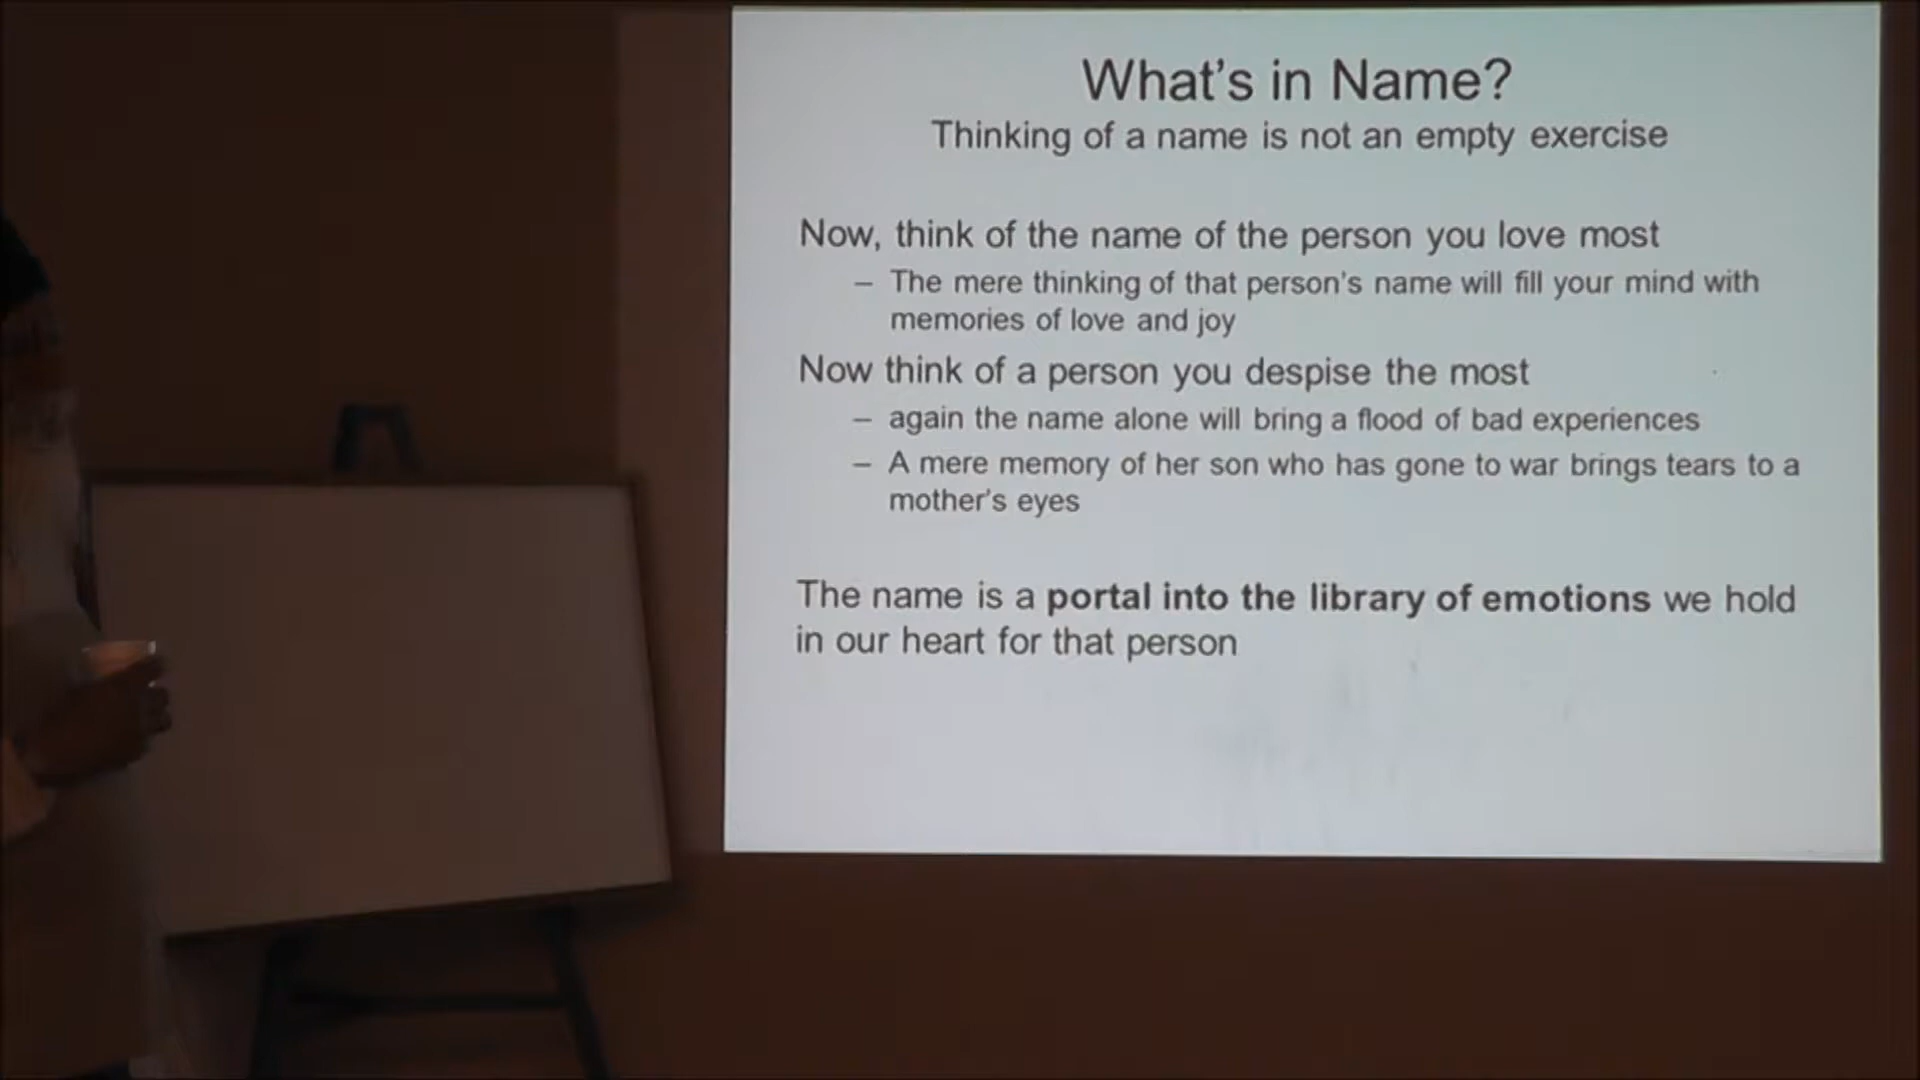 What's in Name?
Thinking of a name is not an empty exercise
Now, think of the name of the person you love most
– The mere thinking of that person's name will fill your mind with
memories of love and joy
Now think of a person you despise the most
– again the name alone will bring a flood of bad experiences
– A mere memory of her son who has gone to war brings tears to a
mother's eyes
The name is a portal into the library of emotions we hold
in our heart for that person